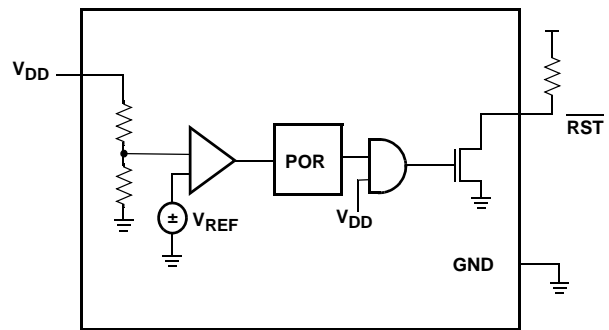 VDD
POR
RST
± VREF
VDD
GND